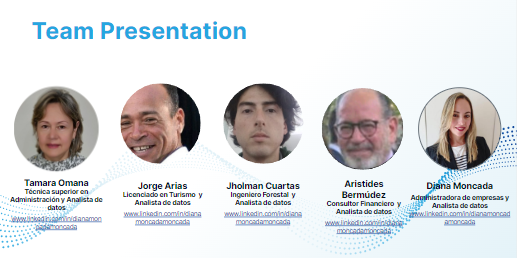 Team Presentation
Tamara Omana
Técnica superior en
Administración y Analista de
datos
www.linkedin.com/in/dianamon
cadamoncada
Jorge Arias
Licenciado en Turismo y
Analista de datos
www.linkedin.com/in/diana
moncadamoncada
Jholman Cuartas
Ingeniero Forestal y
Analista de datos
www.linkedin.com/in/diana
moncadamoncada
Aristides
Bermúdez
Consultor Financiero y
Analista de datos
www.linkedin.com/in/diana
moncadamoncada
Diana Moncada
Administradora de empresas y
Analista de datos
www.linkedin.com/in/dianamoncad
amoncada